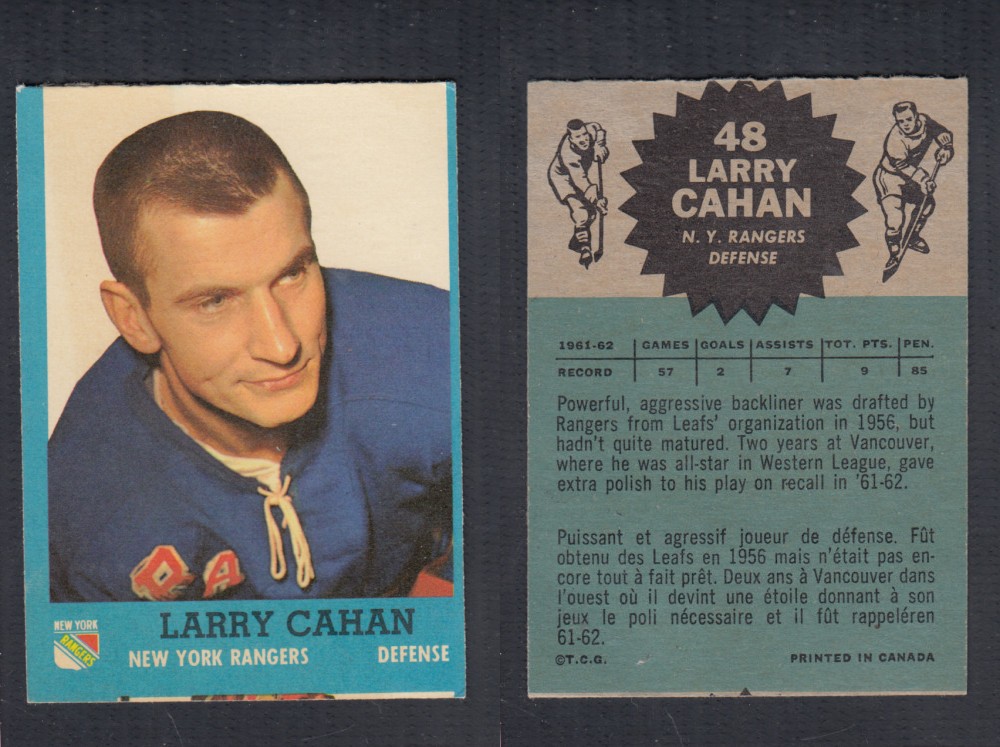 RA
LARRY CAHAN
NEW YORK
RANGERS
NEW YORK RANGERS DEFENSE
48
LARRY
CAHAN
N. Y. RANGERS
DEFENSE
1961-62 GAMES GOALS ASSISTS TOT. PTS. PEN.
RECORD 57 2 7 9 85
Powerful, aggressive backliner was drafted by
Rangers from Leafs' organization in 1956, but
hadn't quite matured. Two years at Vancouver,
where he was all-star in Western League, gave
extra polish to his play on recall in '61-62.
Puissant et agressif joueur de défense. Fût
obtenu des Leafs en 1956 mais n'était pas en-
core tout à fait prêt. Deux ans à Vancouver dans
l'ouest où il devint une étoile donnant à son
jeux le poli nécessaire et il fût rappeléren
61-62.
©T.C.G. PRINTED IN CANADA